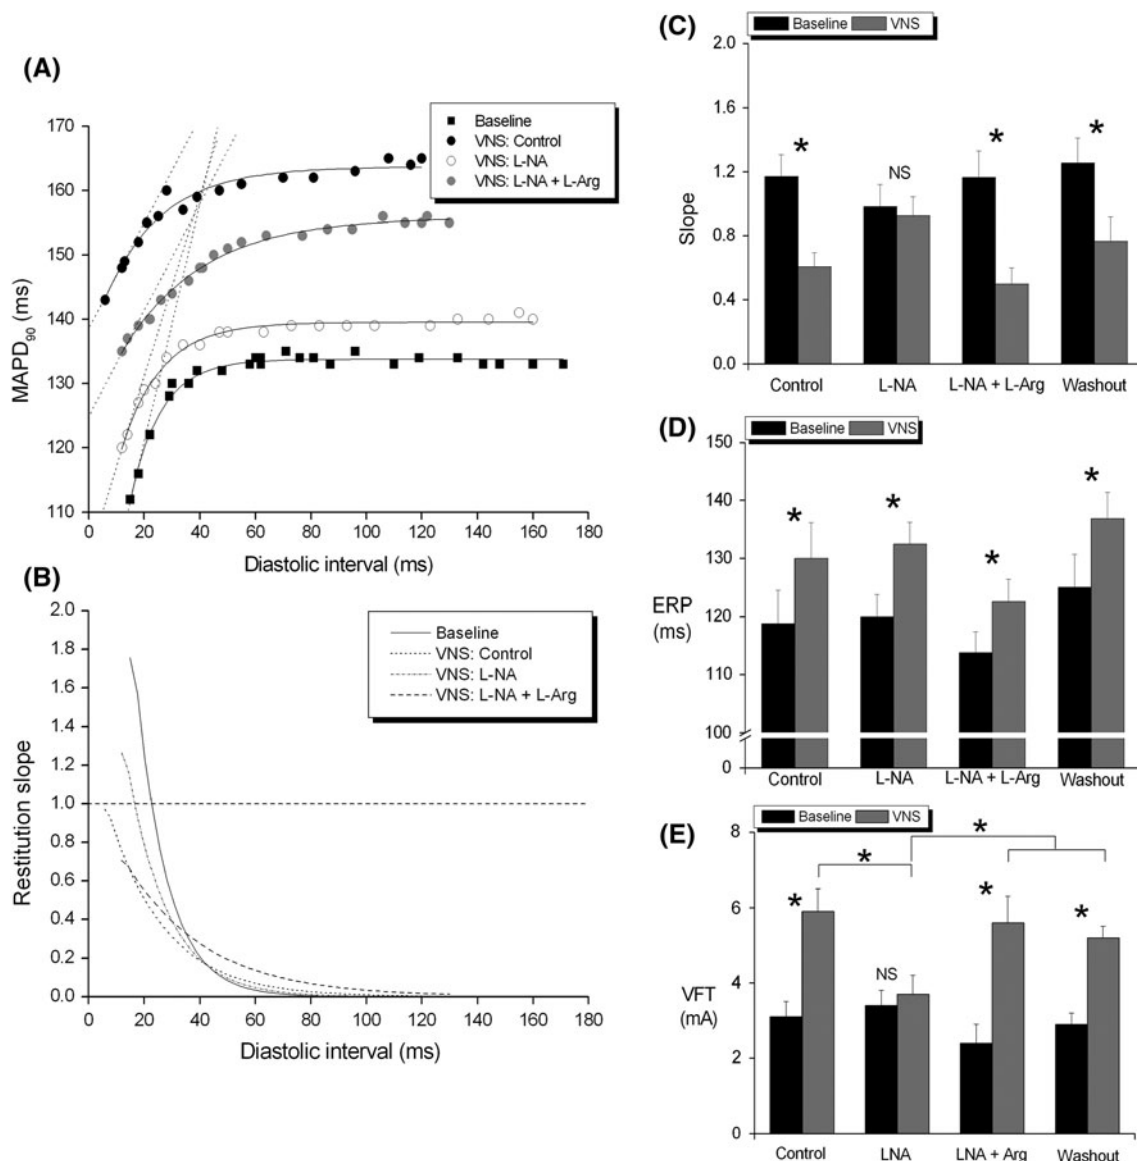 (A)
Baseline
VNS: Control
VNS: L-NA
VNS: L-NA + L-Arg
170
160
150
140
130
120
110
MAPD90 (ms)
0 20 40 60 80 100 120 140 160 180
Diastolic interval (ms)
(B)
Baseline
VNS: Control
VNS: L-NA
VNS: L-NA + L-Arg
2.0
1.8
1.6
1.4
1.2
1.0
0.8
0.6
0.4
0.2
0.0
Restitution slope
0 20 40 60 80 100 120 140 160 180
Diastolic interval (ms)
(C)
Baseline VNS
2.0
1.6
1.2
0.8
0.4
0.0
Slope
* NS * *
Control L-NA L-NA + L-Arg Washout
(D)
Baseline VNS
150
140
130
120
110
100
0
ERP
(ms)
* * * *
Control L-NA L-NA + L-Arg Washout
(E)
Baseline VNS
8
6
4
2
0
VFT
(mA)
* *
* NS * *
Control LNA LNA + Arg Washout